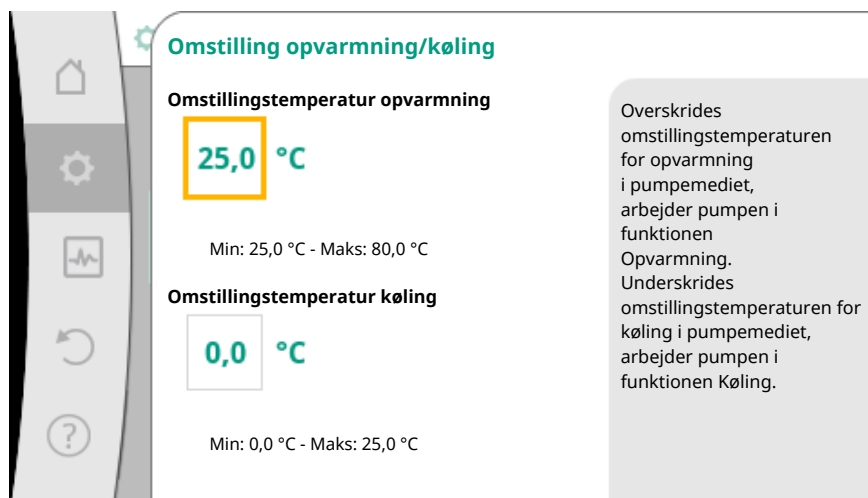 Omstilling opvarmning/køling
Omstillingstemperatur opvarmning
25,0 °C
Min: 25,0 °C - Maks: 80,0 °C
Omstillingstemperatur køling
0,0 °C
Min: 0,0 °C - Maks: 25,0 °C
Overskrides
omstillingstemperaturen
for opvarmning
i pumpemediet,
arbejder pumpen i
funktionen
Opvarmning.
Underskrides
omstillingstemperaturen for
køling i pumpemediet,
arbejder pumpen i
funktionen Køling.
?